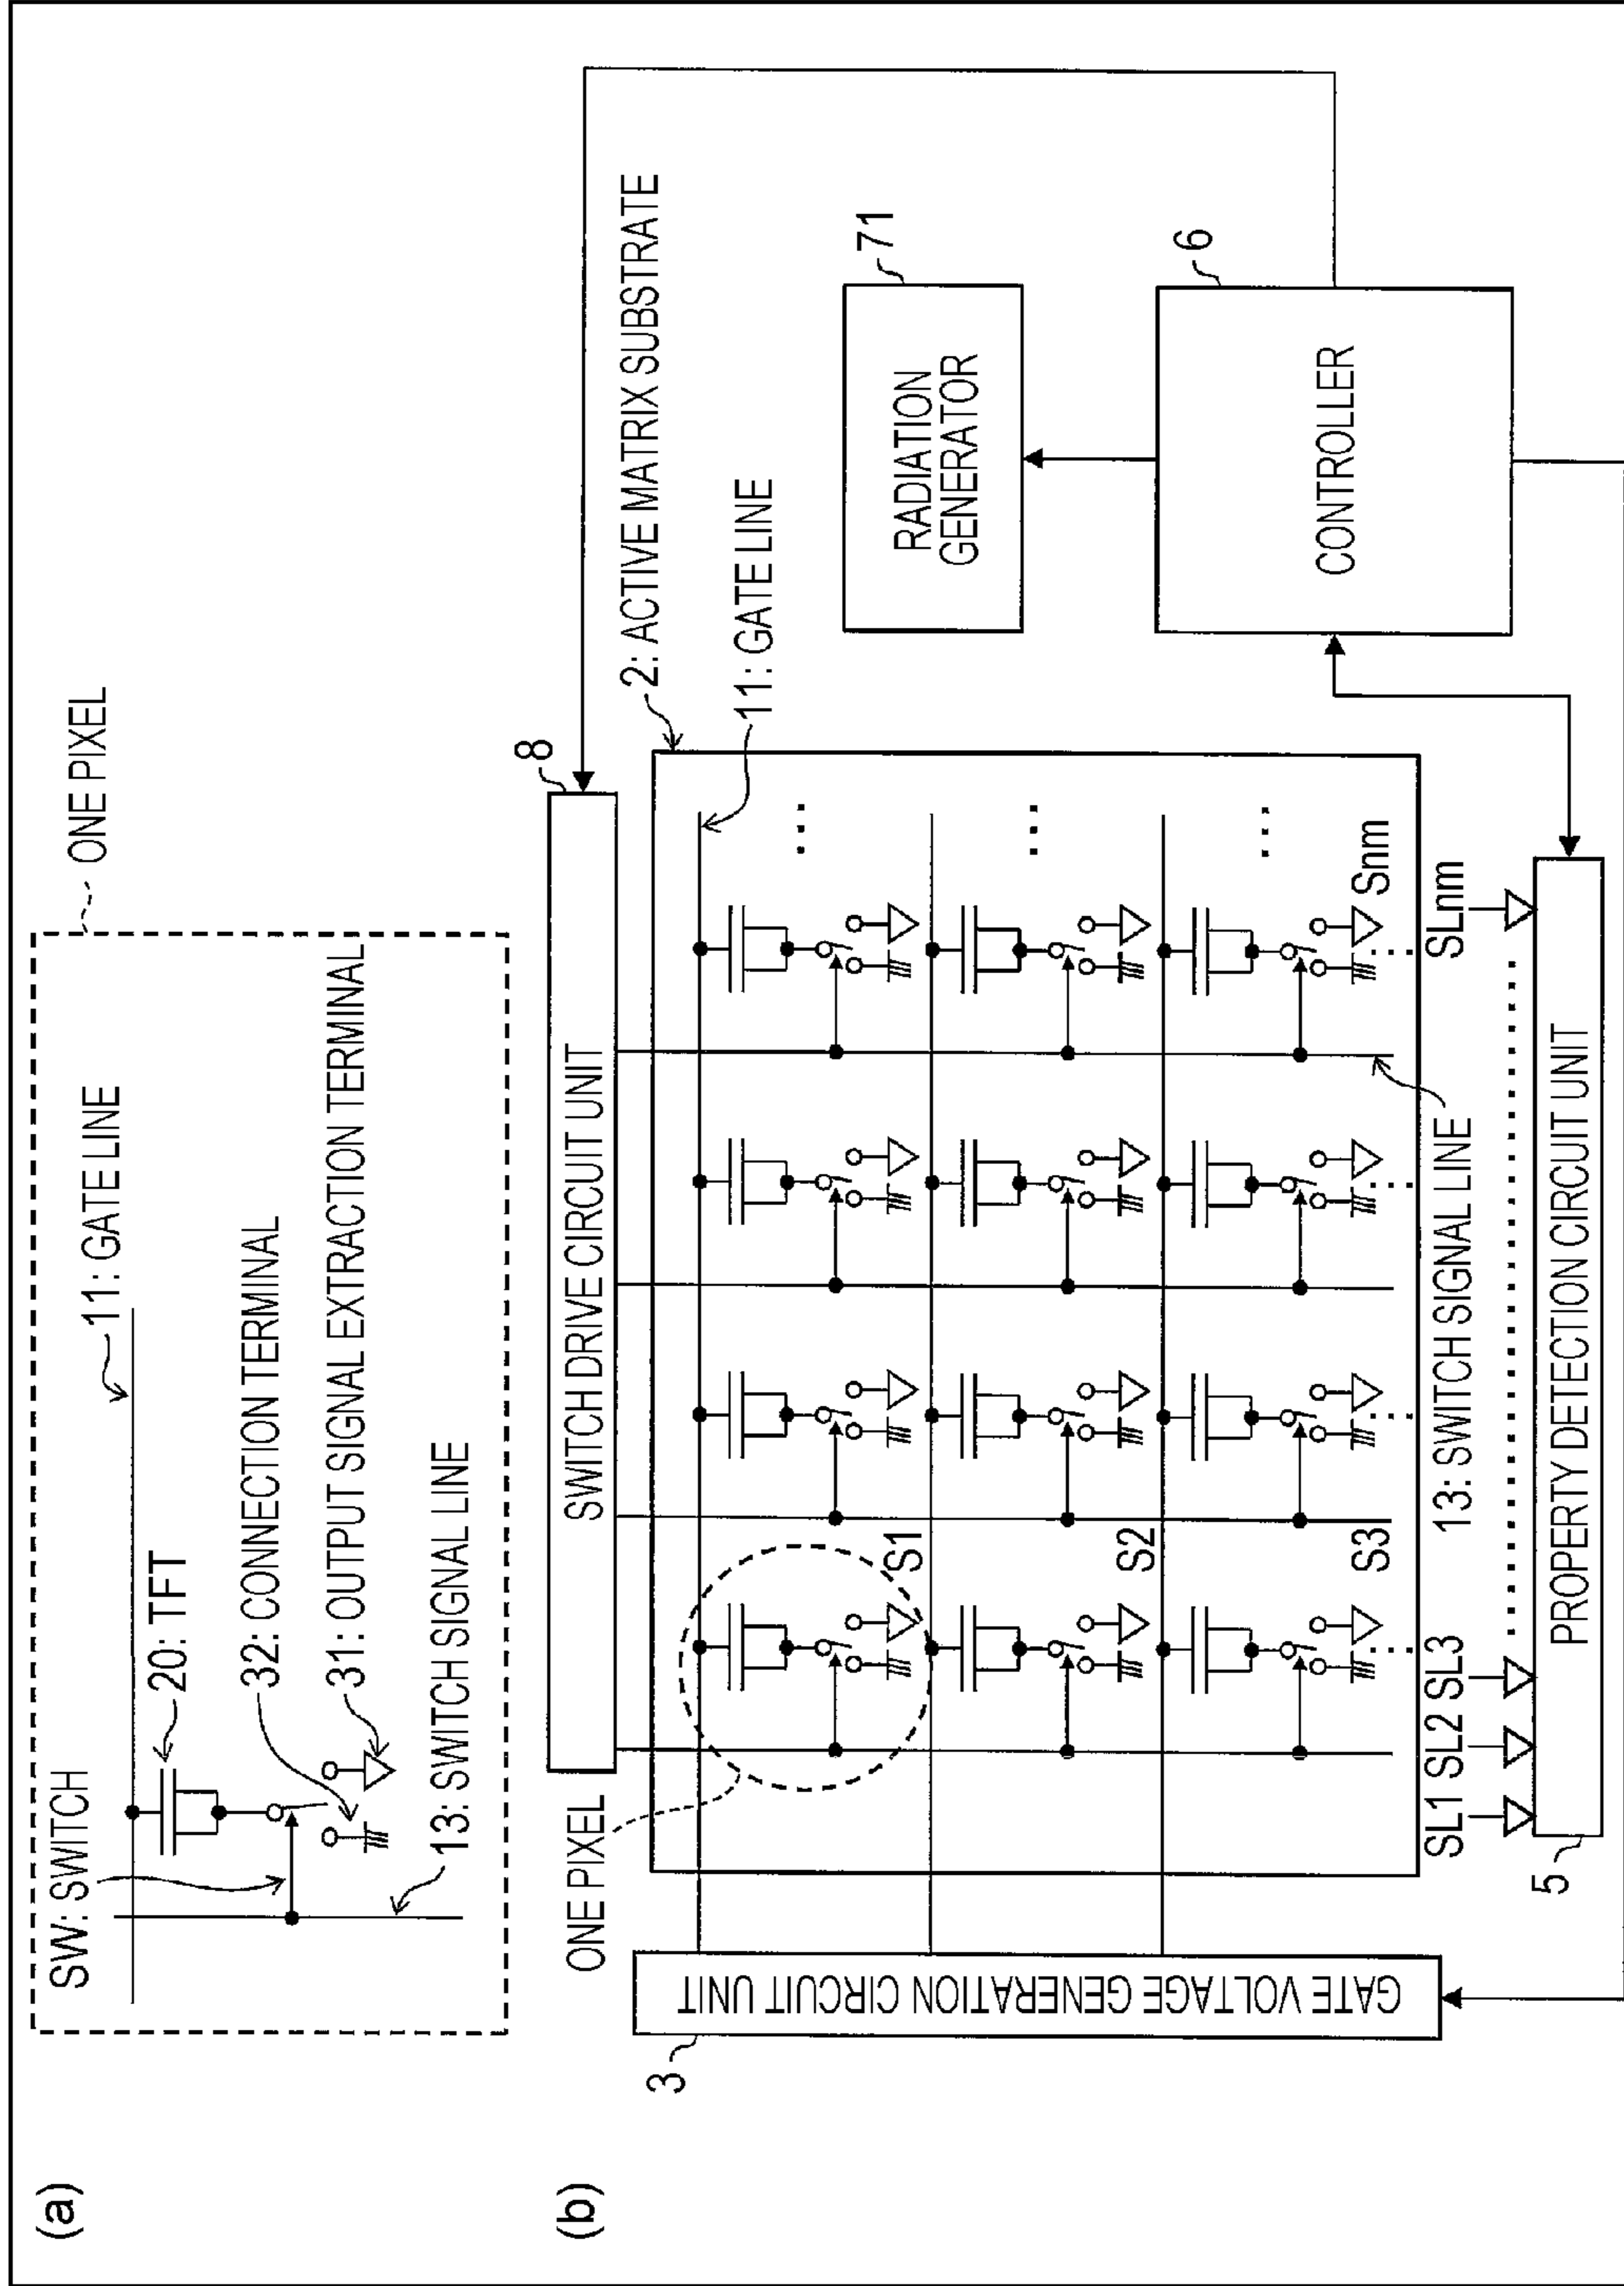 (a)
ONE PIXEL
SW: SWITCH
11: GATE LINE
20: TFT
32: CONNECTION TERMINAL
31: OUTPUT SIGNAL EXTRACTION TERMINAL
13: SWITCH SIGNAL LINE
(b)
8
SWITCH DRIVE CIRCUIT UNIT
2: ACTIVE MATRIX SUBSTRATE
11: GATE LINE
ONE PIXEL
3
GATE VOLTAGE GENERATION CIRCUIT UNIT
S1
S2
S3
Snm
13: SWITCH SIGNAL LINE
SL1 SL2 SL3
SLnm
5
PROPERTY DETECTION CIRCUIT UNIT
71
RADIATION
GENERATOR
6
CONTROLLER